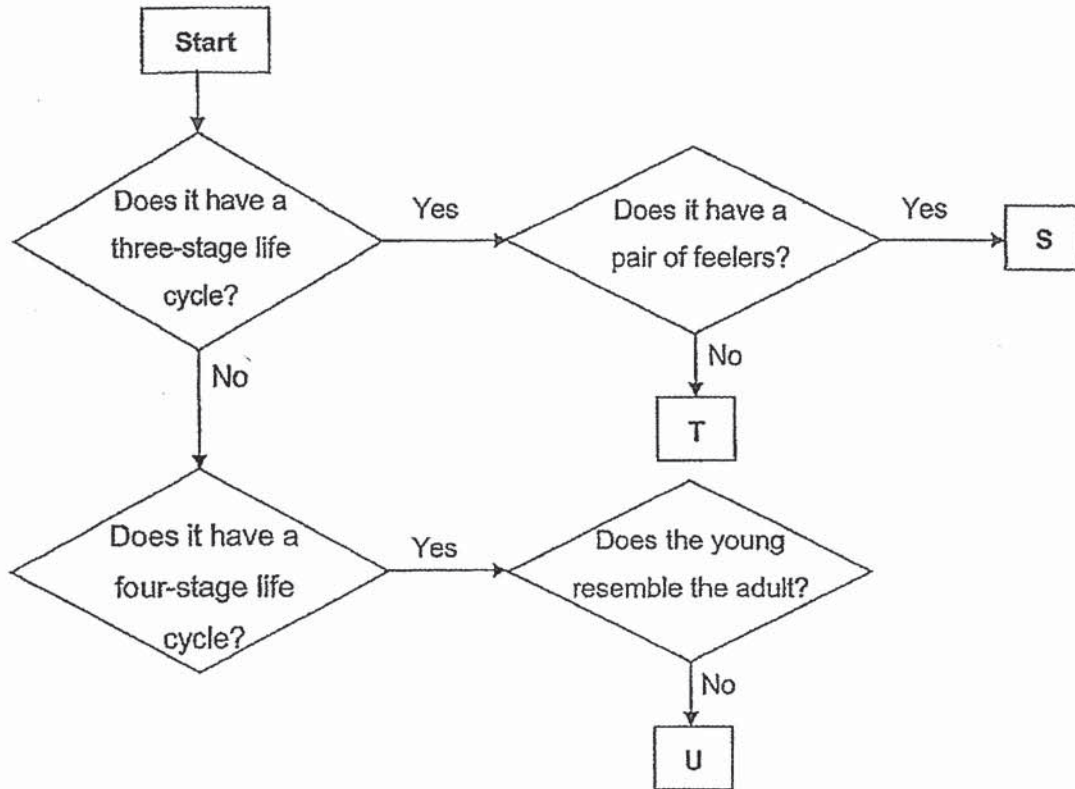 Start
Does it have a
three-stage life
cycle?
Yes
Does it have a
pair of feelers?
Yes
S
No
No
T
Does it have a
four-stage life
cycle?
Yes
Does the young
resemble the adult?
No
U